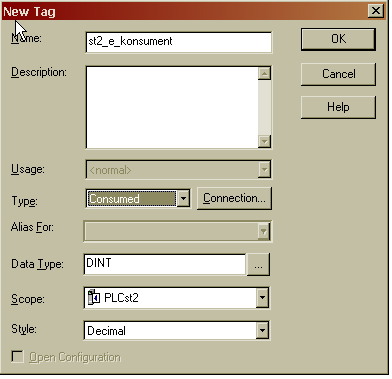 New Tag
Name:
st2_e_konsument
OK
Description:
Cancel
Help
Usage:
<normal>
Type:
Consumed
Connection...
Alias For:
Data Type:
DINT
...
Scope:
PLCst2
Style:
Decimal
Open Configuration